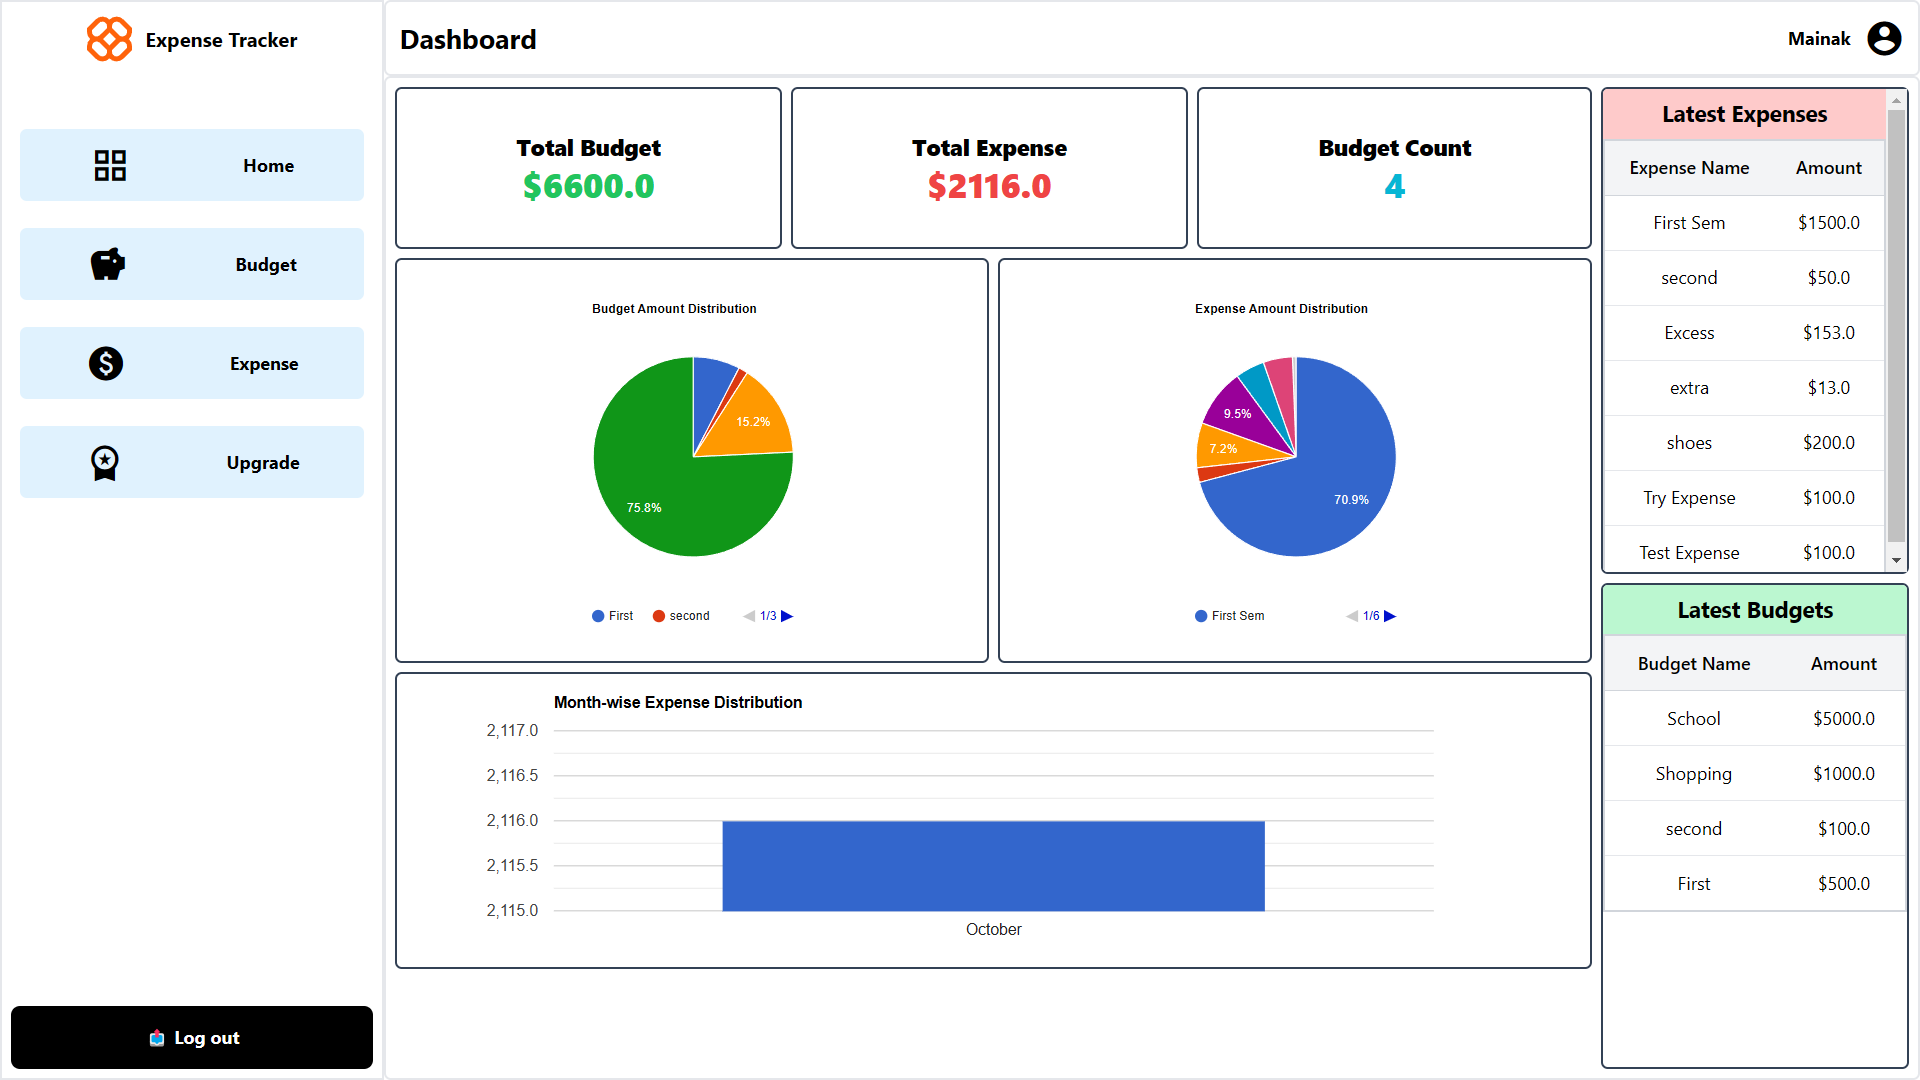 Expense Tracker
Home
Budget
Expense
Upgrade
Log out
Dashboard
Mainak
Total Budget
$6600.0
Total Expense
$2116.0
Budget Count
4
Budget Amount Distribution
15.2%
75.8%
First second 1/3
Expense Amount Distribution
9.5%
7.2%
70.9%
First Sem 1/6
Month-wise Expense Distribution
2,117.0
2,116.5
2,116.0
2,115.5
2,115.0
October
Latest Expenses
Expense Name Amount
First Sem $1500.0
second $50.0
Excess $153.0
extra $13.0
shoes $200.0
Try Expense $100.0
Test Expense $100.0
Latest Budgets
Budget Name Amount
School $5000.0
Shopping $1000.0
second $100.0
First $500.0